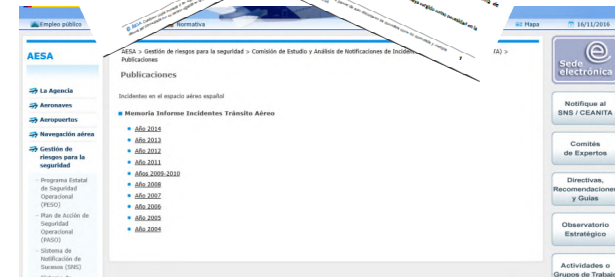 Empleo público
Normativa
Mapa
16/11/2016
AESA
AESA > Gestión de riesgos para la seguridad > Comisión de Estudio y Análisis de Notificaciones de
TA) >
Publicaciones
Publicaciones
Incidentes en el espacio aéreo español
Memoria Informe Incidentes Tránsito Aéreo
Año 2014
Año 2013
Año 2012
Año 2011
Años 2009-2010
Año 2008
Año 2007
Año 2006
Año 2005
Año 2004
La Agencia
Aeronaves
Aeropuertos
Navegación aérea
Gestión de
riesgos para la
seguridad
- Programa Estatal
de Seguridad
Operacional
(PESO)
- Plan de Acción de
Seguridad
Operacional
(PASO)
- Sistema de
Notificación de
Sucesos (SNS)
Sede
electrónica
Notifique al
SNS / CEANITA
Comités
de Expertos
Directivas,
Recomendaciones
y Guías
Observatorio
Estratégico
Actividades o
Grupos de Trabajo